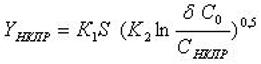 Y_НКПР = K₁S (K₂ ln (δ C₀ / C_НКПР))^0,5